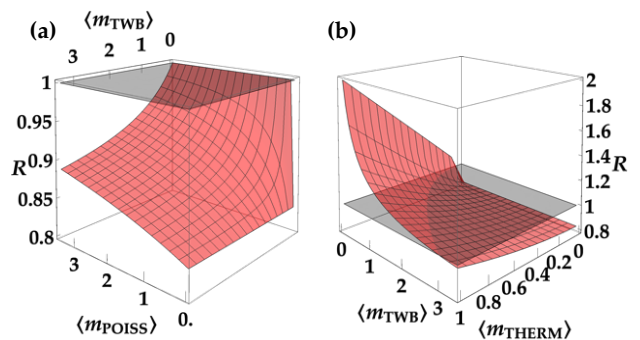 (a)
⟨mTWB⟩
3 2 1 0
1
0.95
0.9
R
0.85
0.8
3 2 1 0.
⟨mPOISS⟩
(b)
2
1.8
1.6
1.4
R
1.2
1
0.8
0 1 2 3
⟨mTWB⟩
1 0.8 0.6 0.4 0.2 0
⟨mTHERM⟩